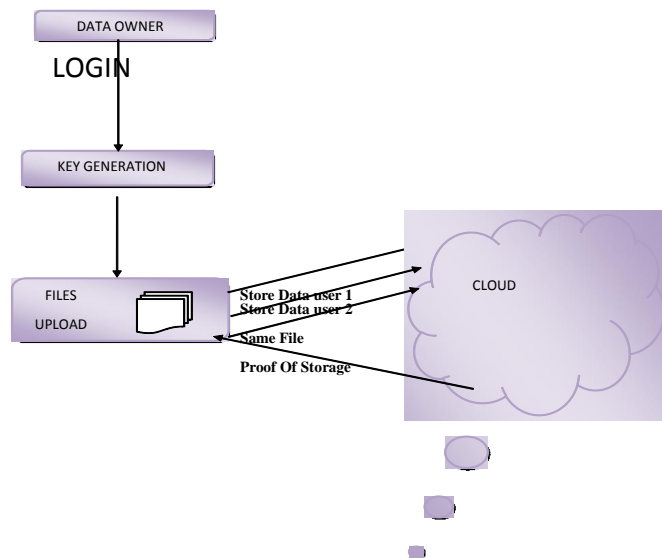 DATA OWNER
LOGIN
KEY GENERATION
FILES
UPLOAD
Store Data user 1
Store Data user 2
Same File
Proof Of Storage
CLOUD